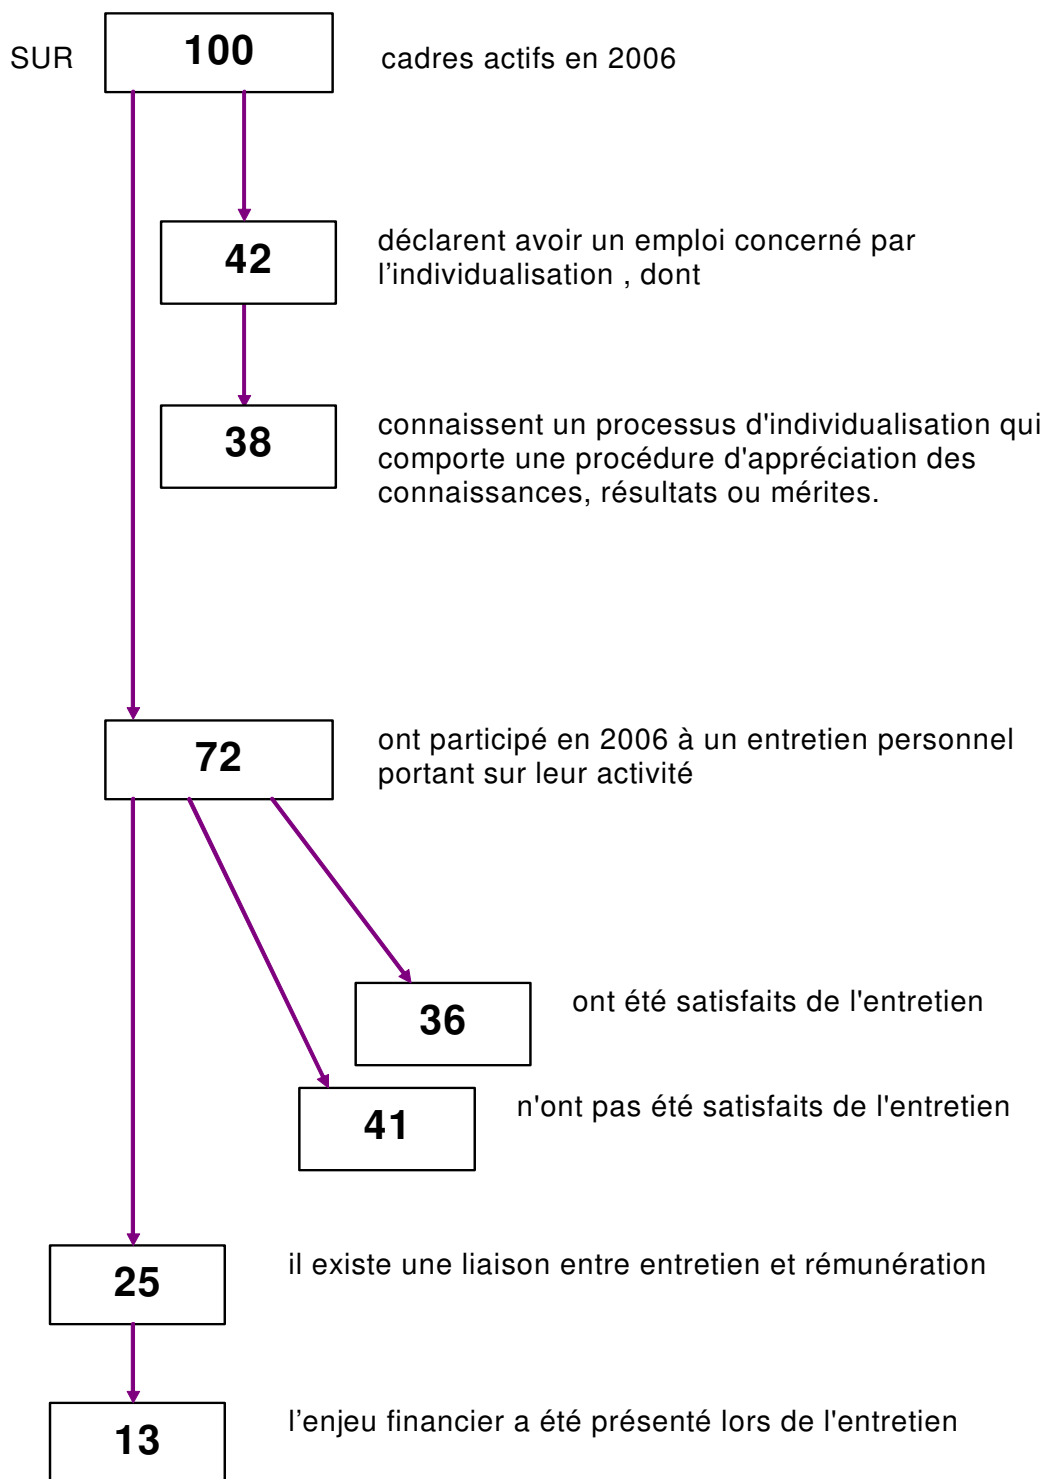 SUR 100 cadres actifs en 2006
42 déclarent avoir un emploi concerné par
l'individualisation , dont
38 connaissent un processus d'individualisation qui
comporte une procédure d'appréciation des
connaissances, résultats ou mérites.
72 ont participé en 2006 à un entretien personnel
portant sur leur activité
36 ont été satisfaits de l'entretien
41 n'ont pas été satisfaits de l'entretien
25 il existe une liaison entre entretien et rémunération
13 l’enjeu financier a été présenté lors de l'entretien